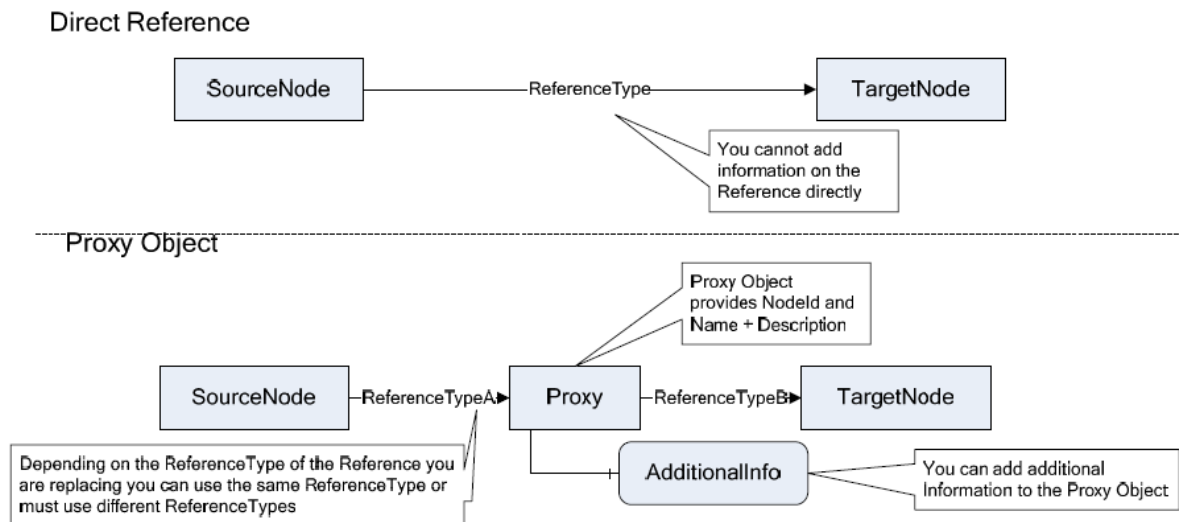 Direct Reference
SourceNode
ReferenceType
TargetNode
You cannot add
information on the
Reference directly
Proxy Object
Proxy Object
provides NodeId and
Name + Description
SourceNode
ReferenceTypeA
Proxy
ReferenceTypeB
TargetNode
Depending on the ReferenceType of the Reference you
are replacing you can use the same ReferenceType or
must use different ReferenceTypes
AdditionalInfo
You can add additional
Information to the Proxy Object